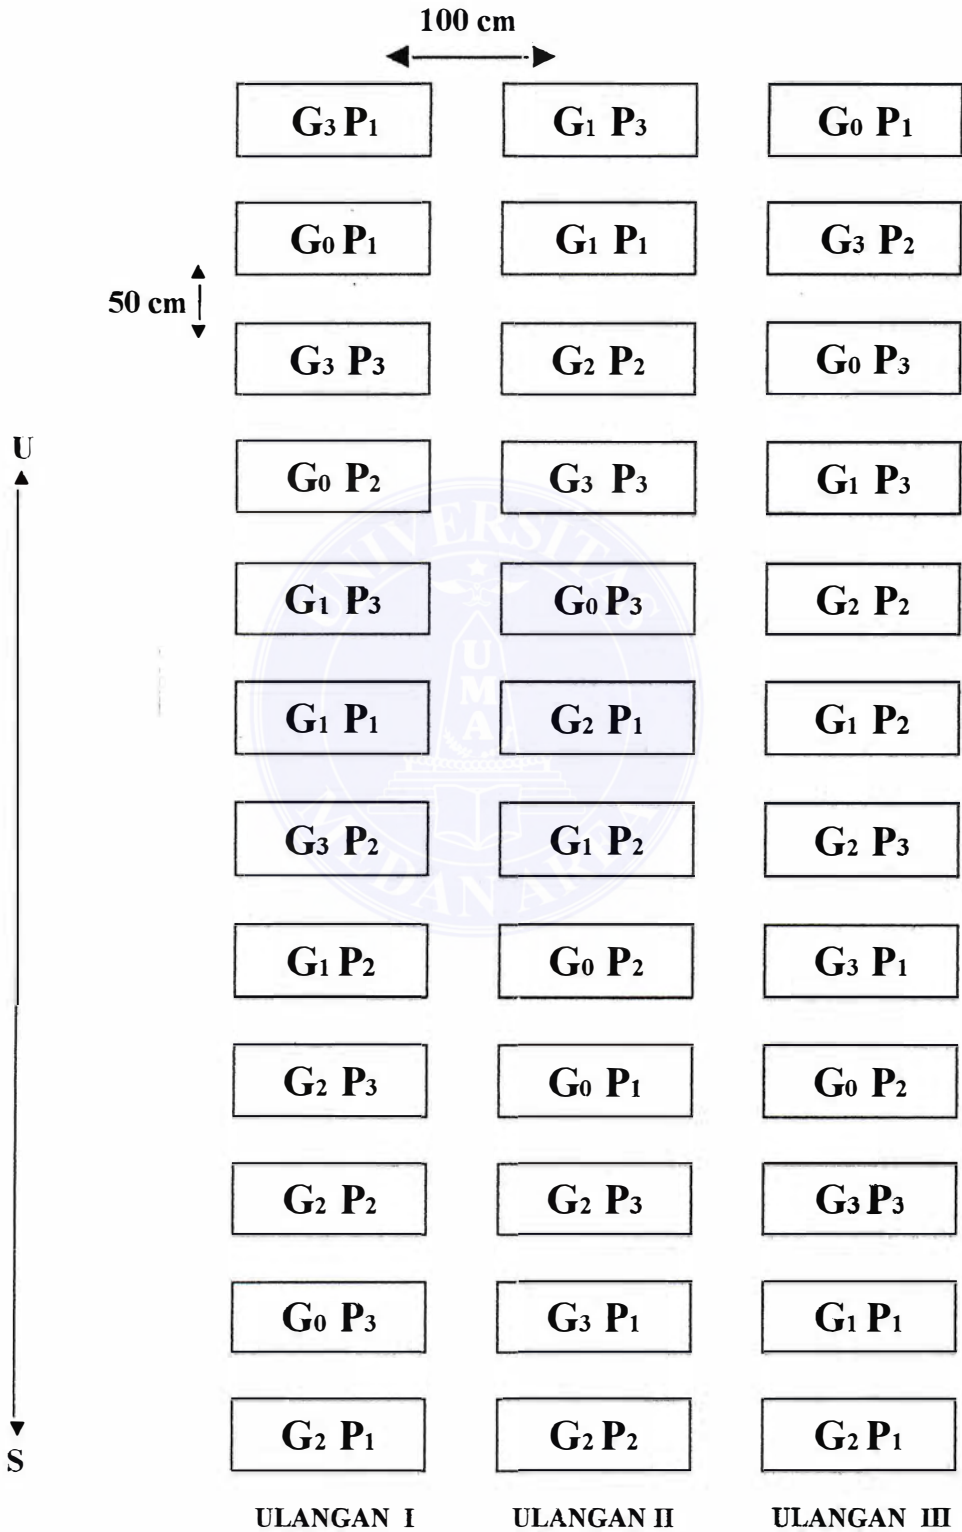 100 cm
G₃ P₁ G₁ P₃ G₀ P₁
G₀ P₁ G₁ P₁ G₃ P₂
50 cm
G₃ P₃ G₂ P₂ G₀ P₃
U
G₀ P₂ G₃ P₃ G₁ P₃
UNIVERSITAS
G₁ P₃ G₀ P₃ G₂ P₂
UMA
G₁ P₁ G₂ P₁ G₁ P₂
G₃ P₂ G₁ P₂ G₂ P₃
MEDAN AREA
G₁ P₂ G₀ P₂ G₃ P₁
G₂ P₃ G₀ P₁ G₀ P₂
G₂ P₂ G₂ P₃ G₃ P₃
G₀ P₃ G₃ P₁ G₁ P₁
G₂ P₁ G₂ P₂ G₂ P₁
S
ULANGAN I ULANGAN II ULANGAN III